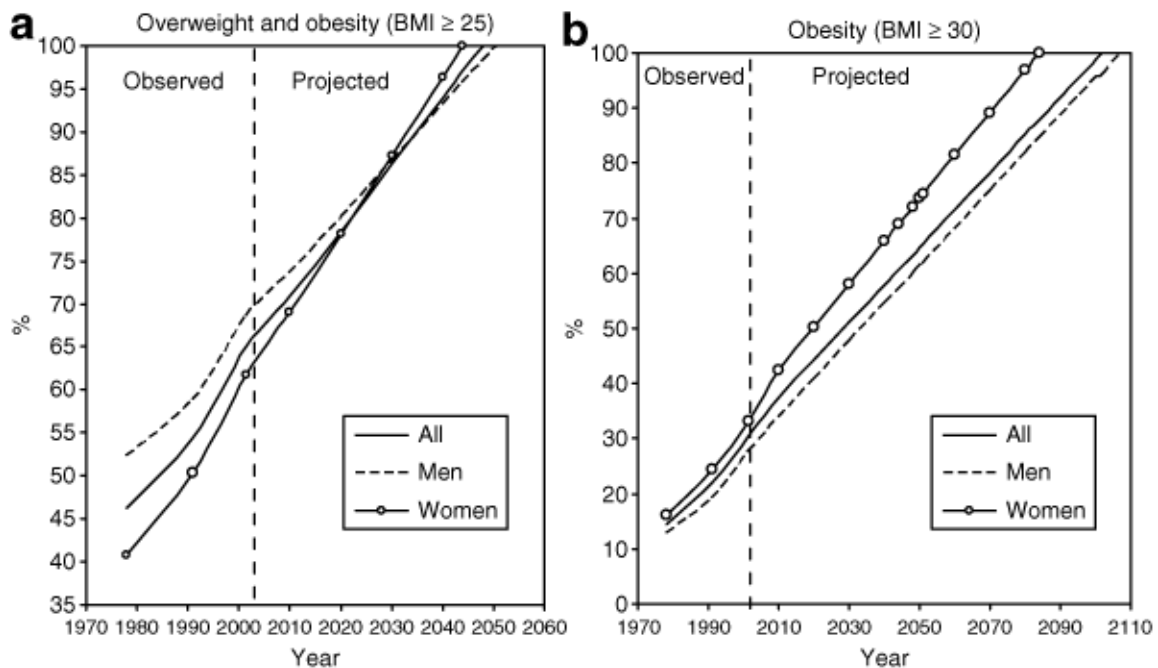 a
Overweight and obesity (BMI ≥ 25)
100
95
90
85
80
75
70
65
60
55
50
45
40
35
%
Observed
Projected
All
Men
Women
1970 1980 1990 2000 2010 2020 2030 2040 2050 2060
Year
b
Obesity (BMI ≥ 30)
100
90
80
70
60
50
40
30
20
10
0
%
Observed
Projected
All
Men
Women
1970 1990 2010 2030 2050 2070 2090 2110
Year